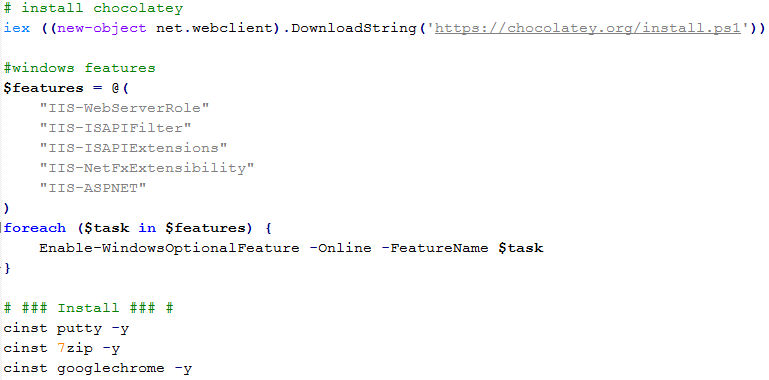 # install chocolatey
iex ((new-object net.webclient).DownloadString('https://chocolatey.org/install.ps1'))
#windows features
$features = @(
    "IIS-WebServerRole"
    "IIS-ISAPIFilter"
    "IIS-ISAPIExtensions"
    "IIS-NetFxExtensibility"
    "IIS-ASPNET"
)
foreach ($task in $features) {
    Enable-WindowsOptionalFeature -Online -FeatureName $task
}
# ### Install ### #
cinst putty -y
cinst 7zip -y
cinst googlechrome -y